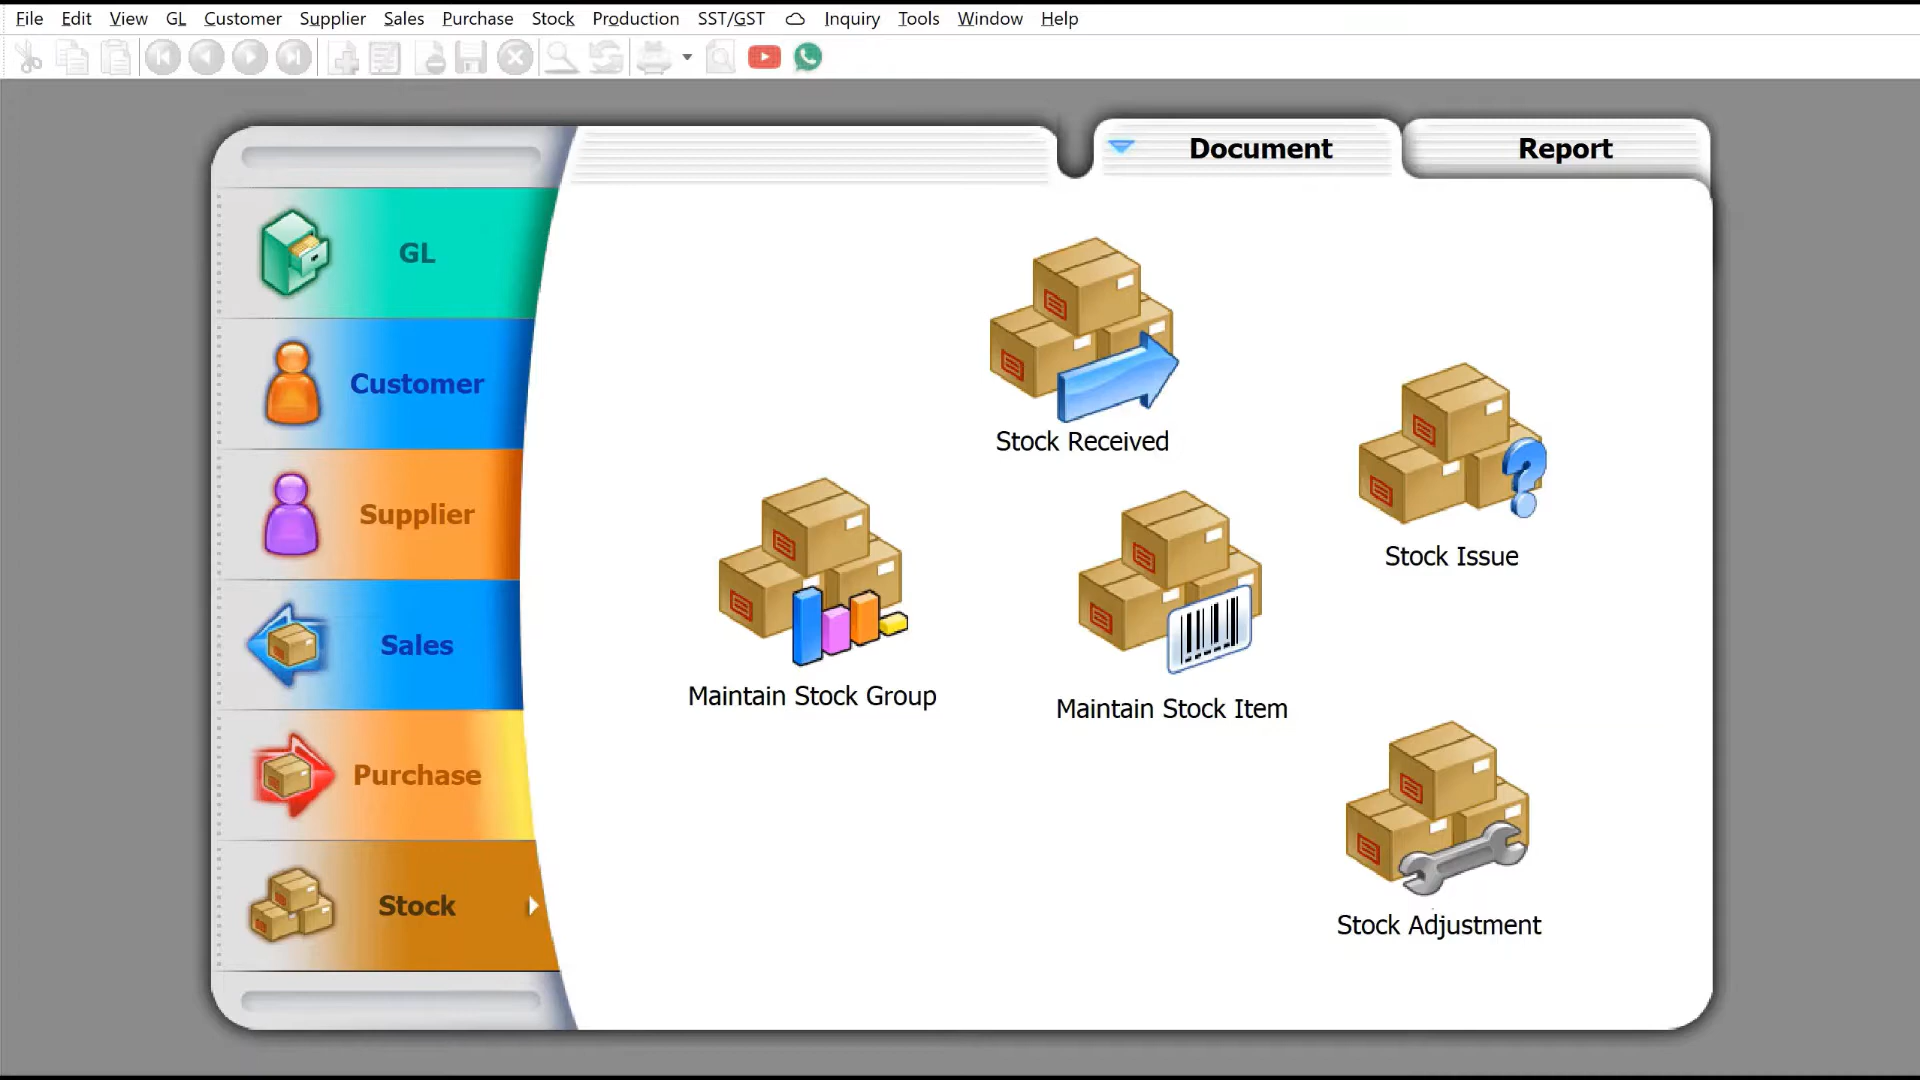 File Edit View GL Customer Supplier Sales Purchase Stock Production SST/GST Inquiry Tools Window Help
Document Report
GL
Customer
Supplier
Sales
Purchase
Stock
Stock Received
Stock Issue
Maintain Stock Group
Maintain Stock Item
Stock Adjustment